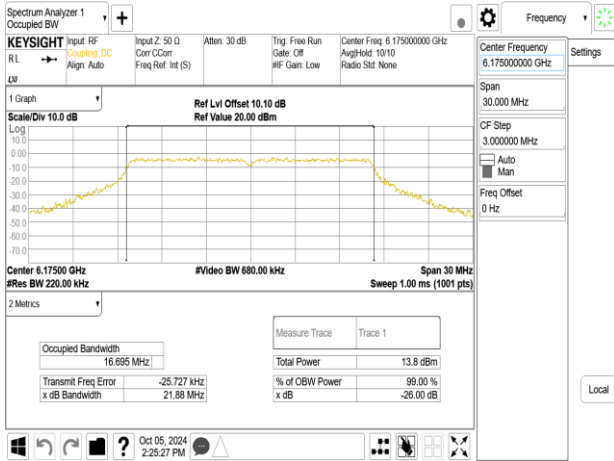 Spectrum Analyzer 1
Occupied BW
Frequency
KEYSIGHT
RL
Input: RF
Coupling: DC
Align: Auto
Input Z: 50 Ω
Corr CCorr
Freq Ref: Int (S)
Atten: 30 dB
Trig: Free Run
Gate: Off
#IF Gain: Low
Center Freq: 6.175000000 GHz
Avg|Hold: 10/10
Radio Std: None
Center Frequency
6.175000000 GHz
Settings
Span
30.000 MHz
CF Step
3.000000 MHz
Auto
Man
Freq Offset
0 Hz
Local
1 Graph
Scale/Div 10.0 dB
Ref Lvl Offset 10.10 dB
Ref Value 20.00 dBm
Log
10.0
0.00
-10.0
-20.0
-30.0
-40.0
-50.0
-60.0
-70.0
Center 6.17500 GHz
#Res BW 220.00 kHz
#Video BW 680.00 kHz
Span 30 MHz
Sweep 1.00 ms (1001 pts)
2 Metrics
Measure Trace
Trace 1
Occupied Bandwidth
16.695 MHz
Total Power
13.8 dBm
Transmit Freq Error
-25.727 kHz
% of OBW Power
99.00 %
x dB Bandwidth
21.88 MHz
x dB
-26.00 dB
?
Oct 05, 2024
2:25:27 PM